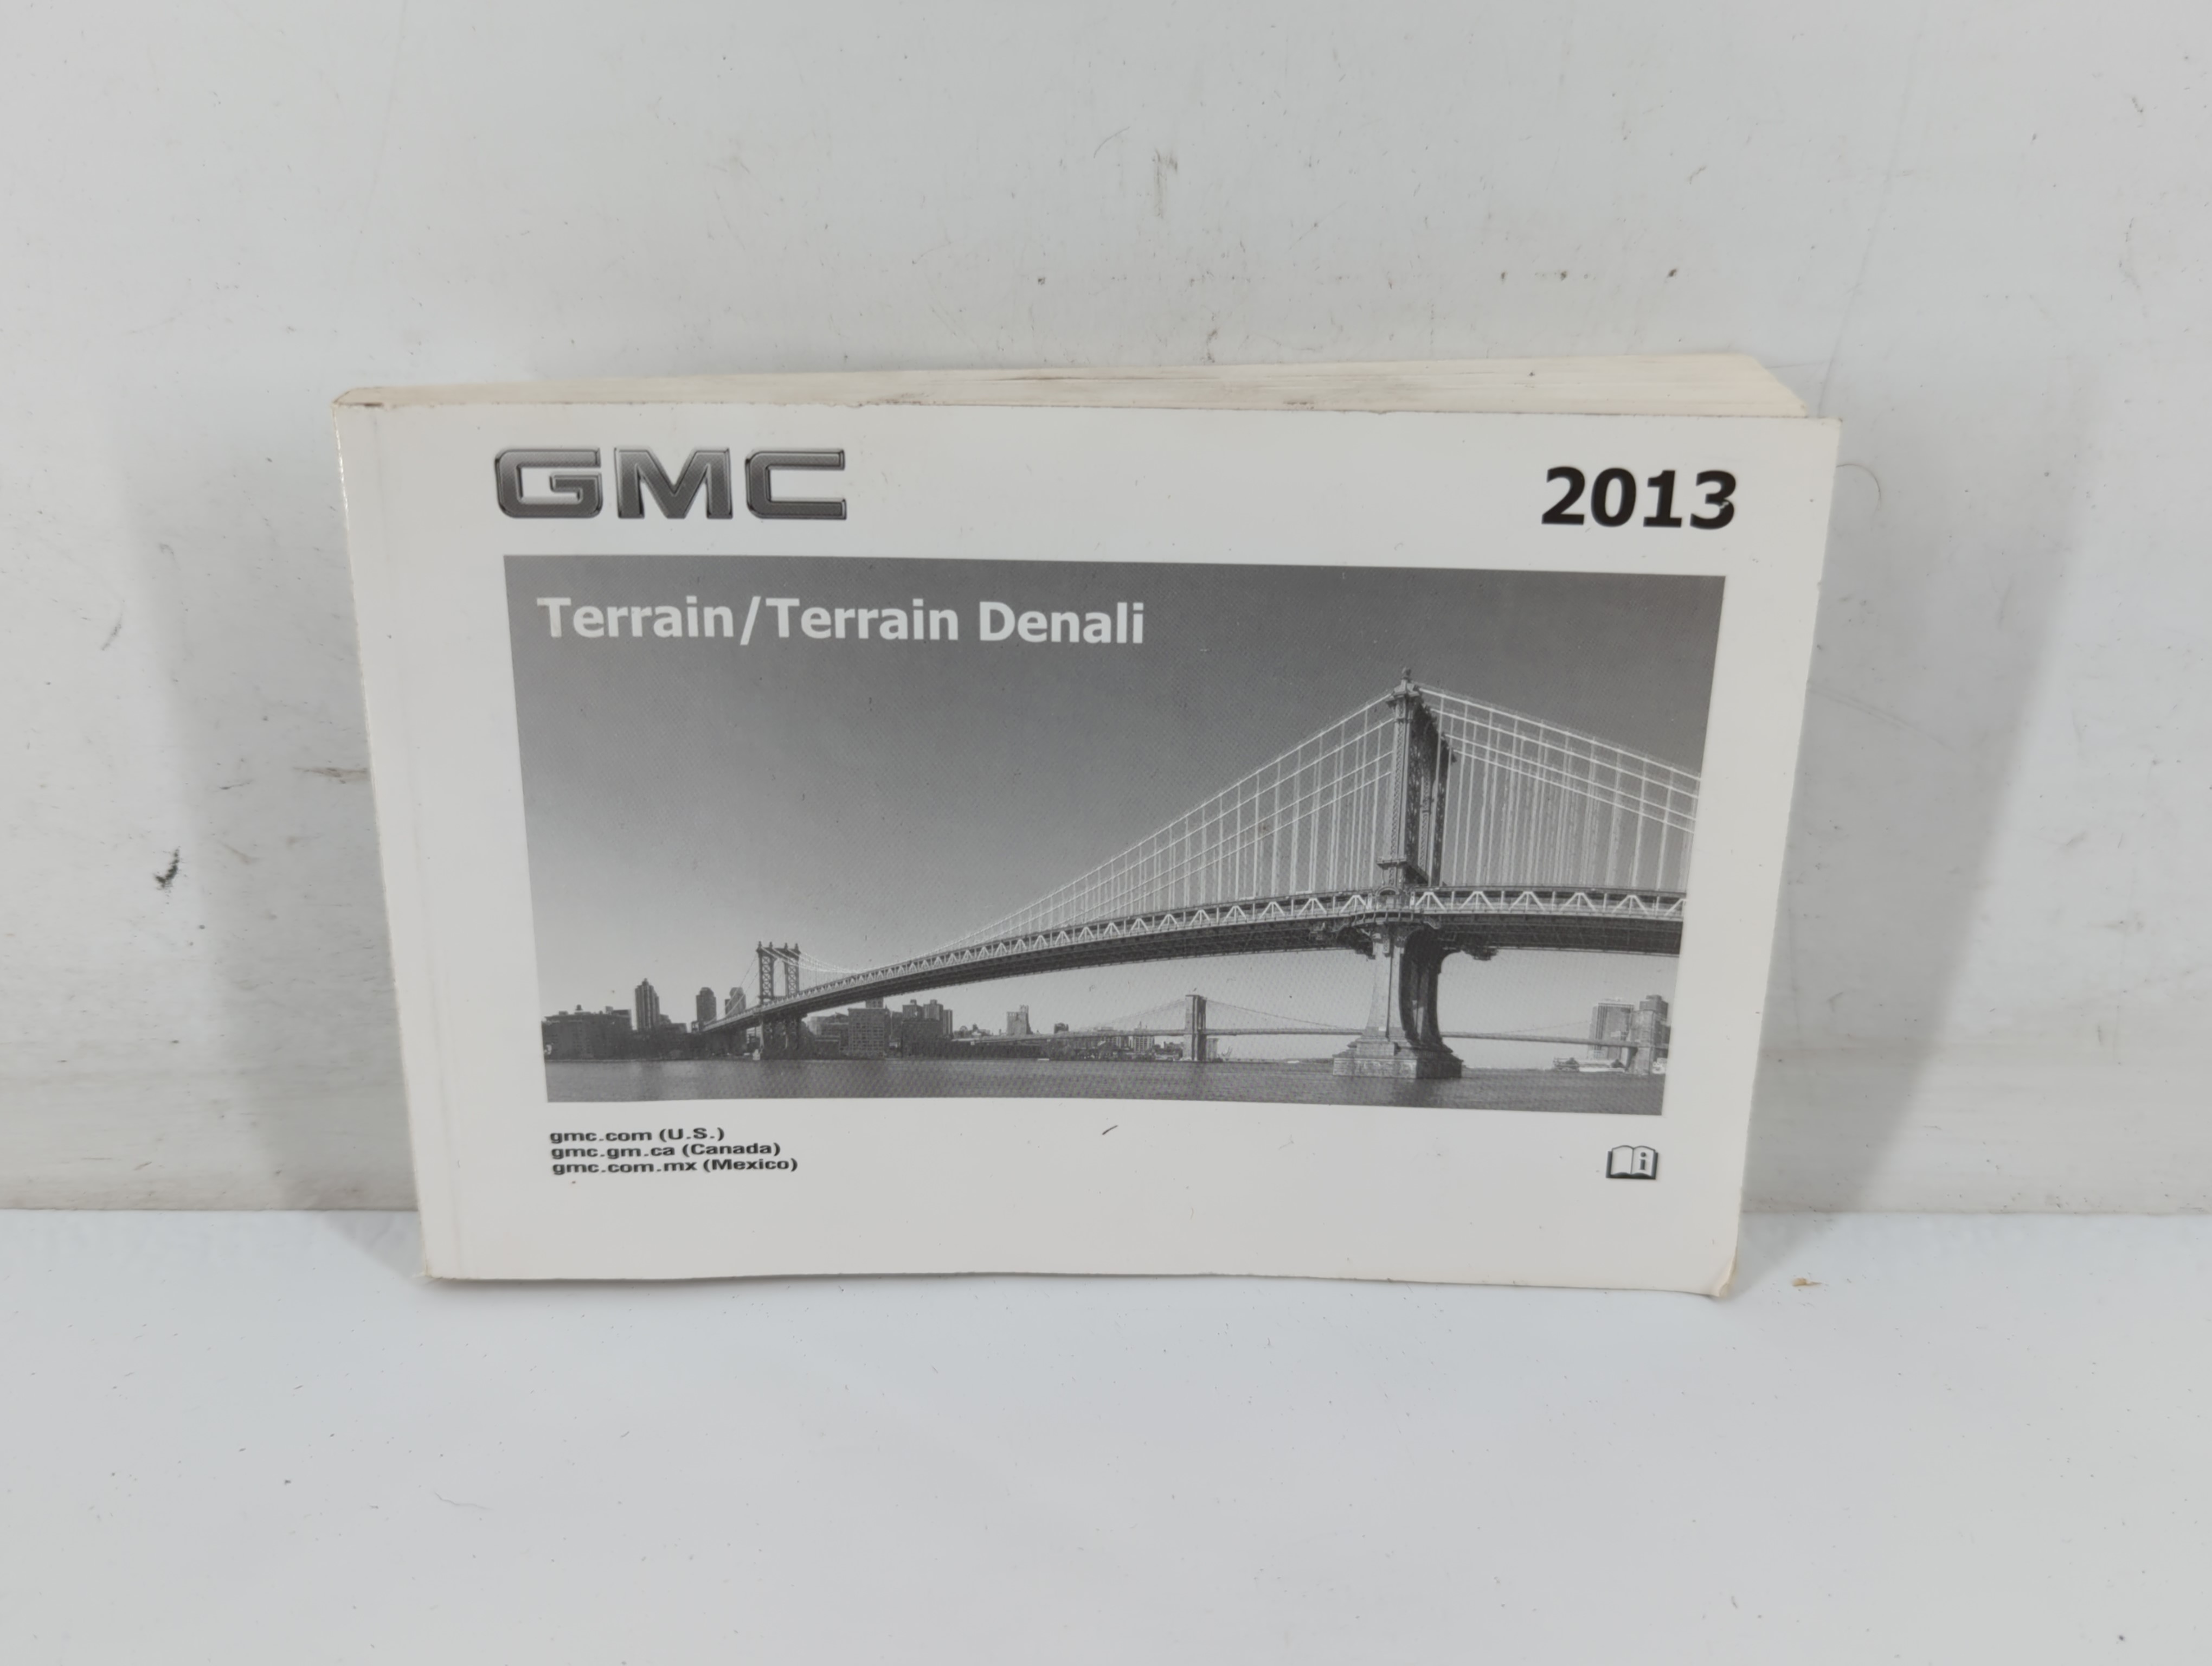 GMC
2013
Terrain/Terrain Denali
gmc.com (U.S.)
gmc.gm.ca (Canada)
gmc.com.mx (Mexico)
i